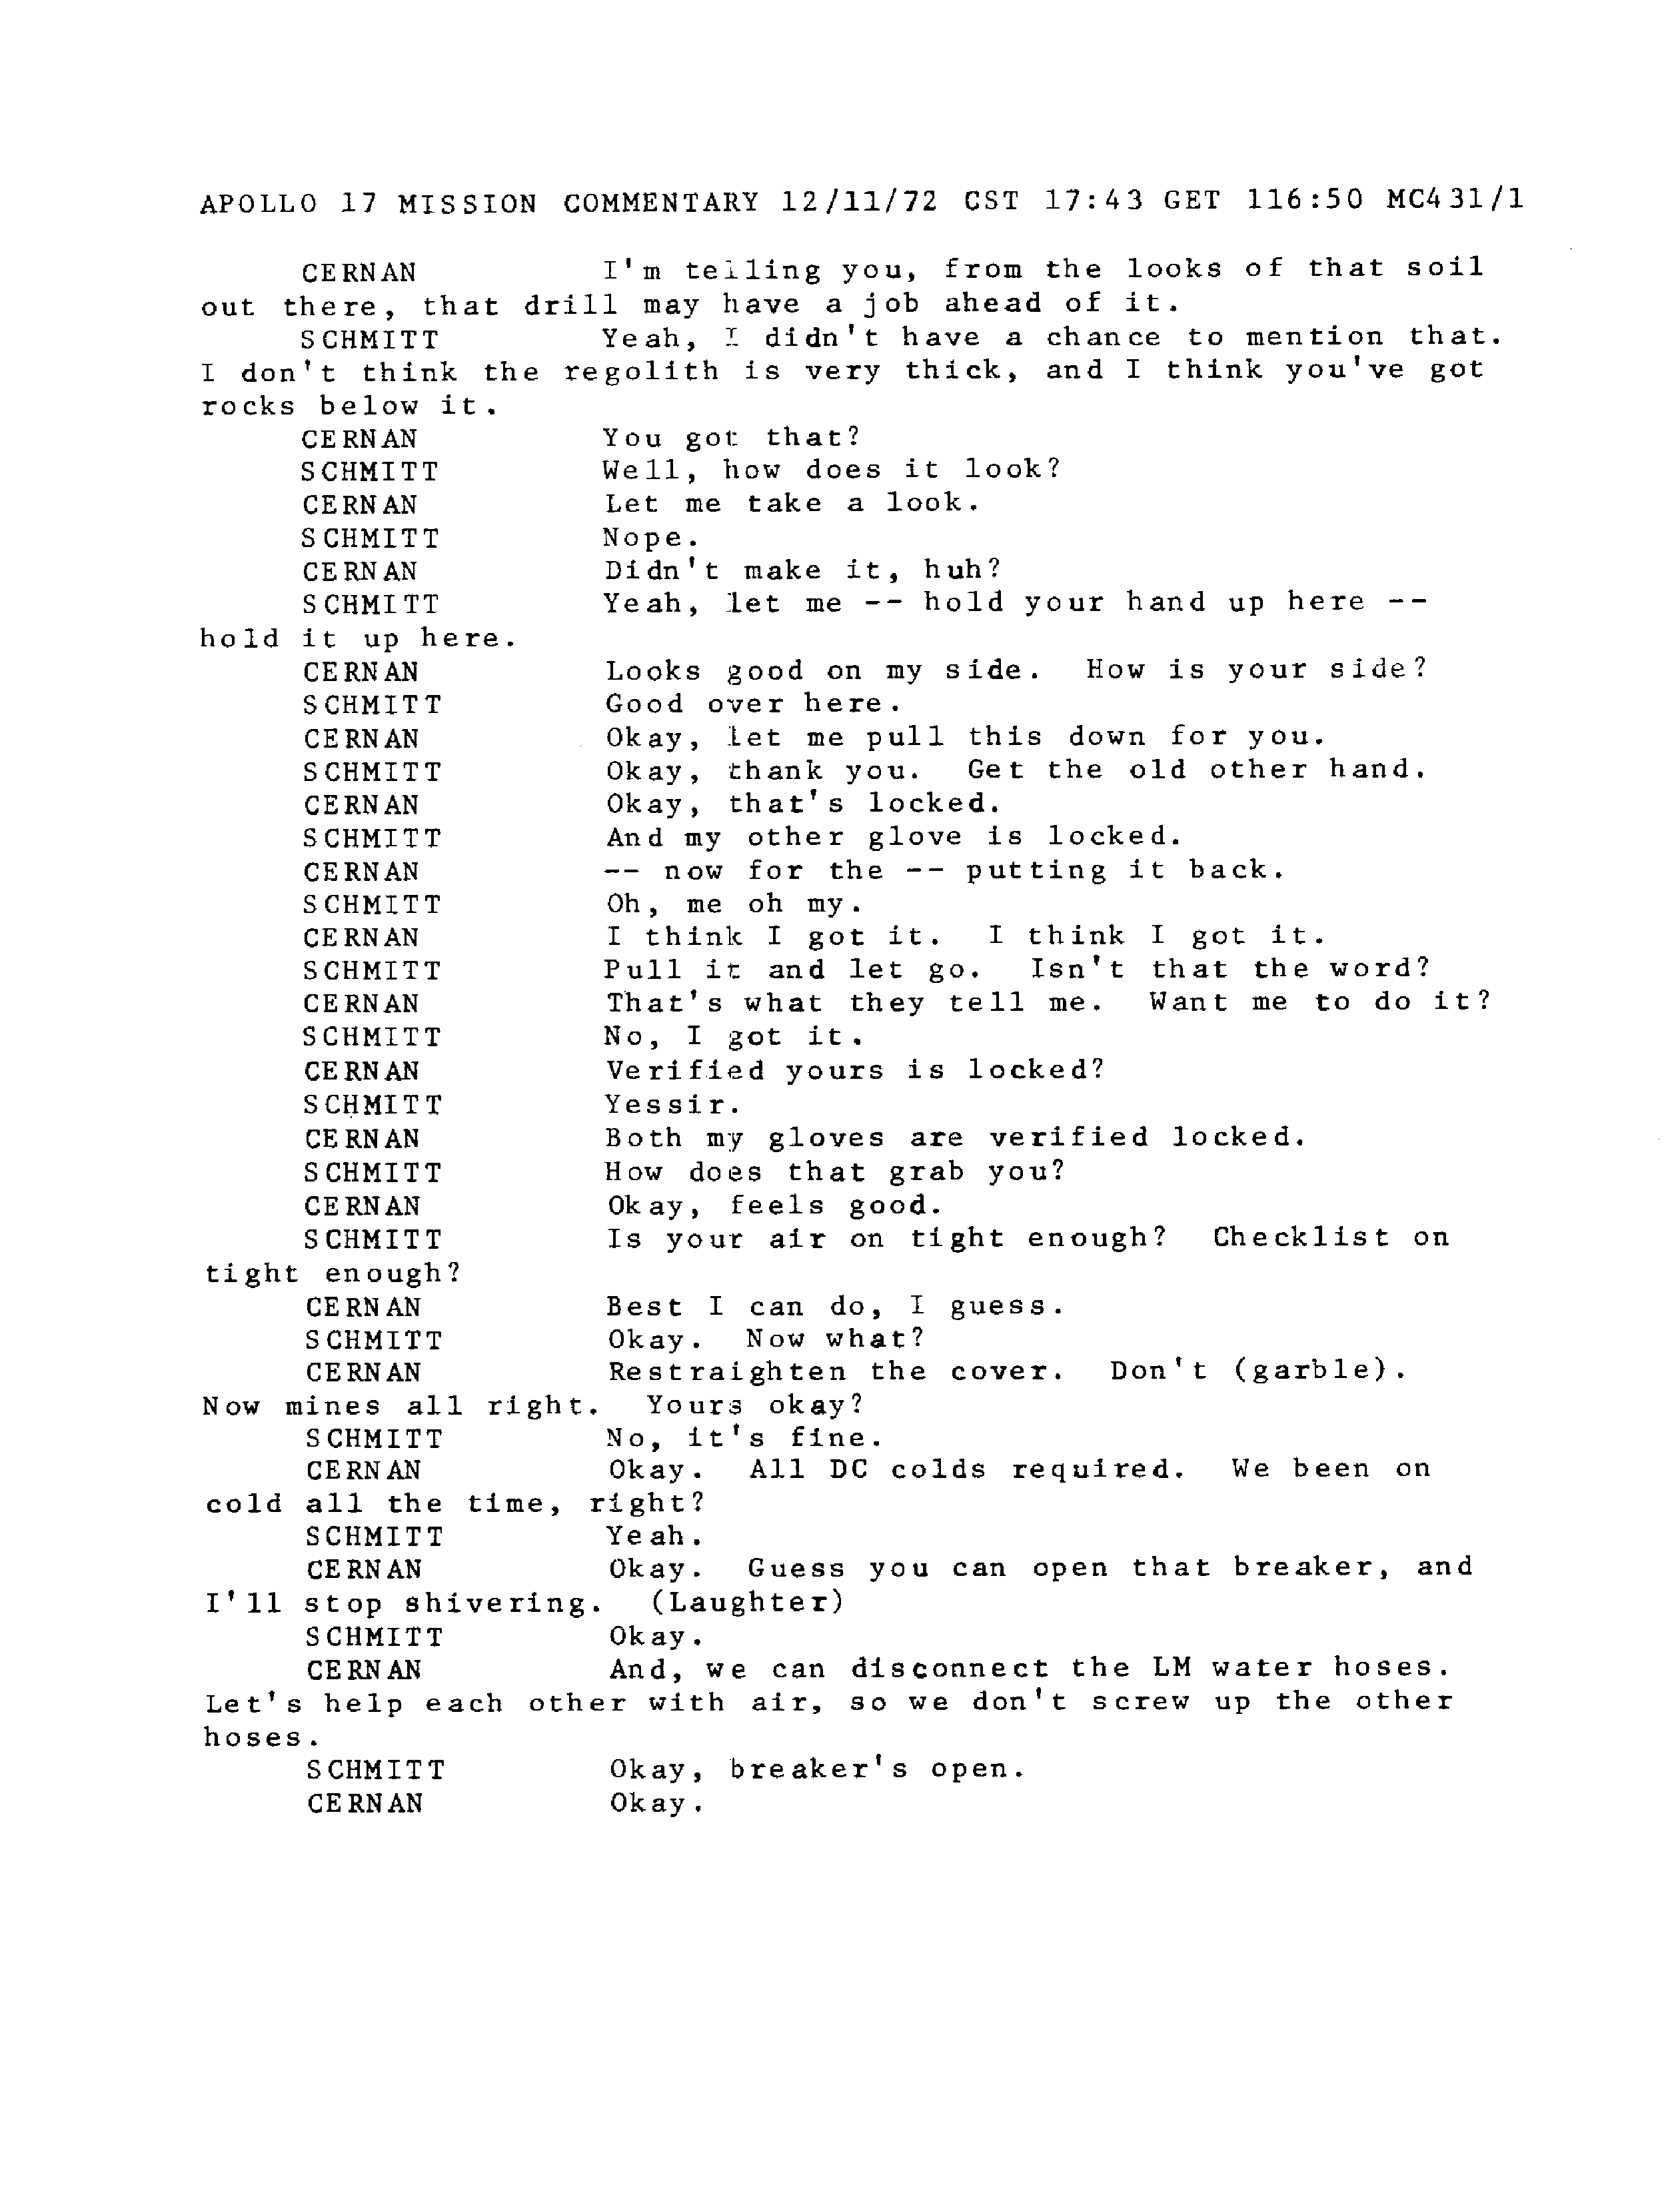 APOLLO 17 MISSION COMMENTARY 12/11/72 CST 17:43 GET 116:50 MC431/1
CERNAN I'm telling you, from the looks of that soil
out there, that drill may have a job ahead of it.
SCHMITT Yeah, I didn't have a chance to mention that.
I don't think the regolith is very thick, and I think you've got
rocks below it.
CERNAN You got that?
SCHMITT Well, how does it look?
CERNAN Let me take a look.
SCHMITT Nope.
CERNAN Didn't make it, huh?
SCHMITT Yeah, let me -- hold your hand up here --
hold it up here.
CERNAN Looks good on my side. How is your side?
SCHMITT Good over here.
CERNAN Okay, let me pull this down for you.
SCHMITT Okay, thank you. Get the old other hand.
CERNAN Okay, that's locked.
SCHMITT And my other glove is locked.
CERNAN -- now for the -- putting it back.
SCHMITT Oh, me oh my.
CERNAN I think I got it. I think I got it.
SCHMITT Pull it and let go. Isn't that the word?
CERNAN That's what they tell me. Want me to do it?
SCHMITT No, I got it.
CERNAN Verified yours is locked?
SCHMITT Yessir.
CERNAN Both my gloves are verified locked.
SCHMITT How does that grab you?
CERNAN Okay, feels good.
SCHMITT Is your air on tight enough? Checklist on
tight enough?
CERNAN Best I can do, I guess.
SCHMITT Okay. Now what?
CERNAN Restraighten the cover. Don't (garble).
Now mines all right. Yours okay?
SCHMITT No, it's fine.
CERNAN Okay. All DC colds required. We been on
cold all the time, right?
SCHMITT Yeah.
CERNAN Okay. Guess you can open that breaker, and
I'll stop shivering. (Laughter)
SCHMITT Okay.
CERNAN And, we can disconnect the LM water hoses.
Let's help each other with air, so we don't screw up the other
hoses.
SCHMITT Okay, breaker's open.
CERNAN Okay.